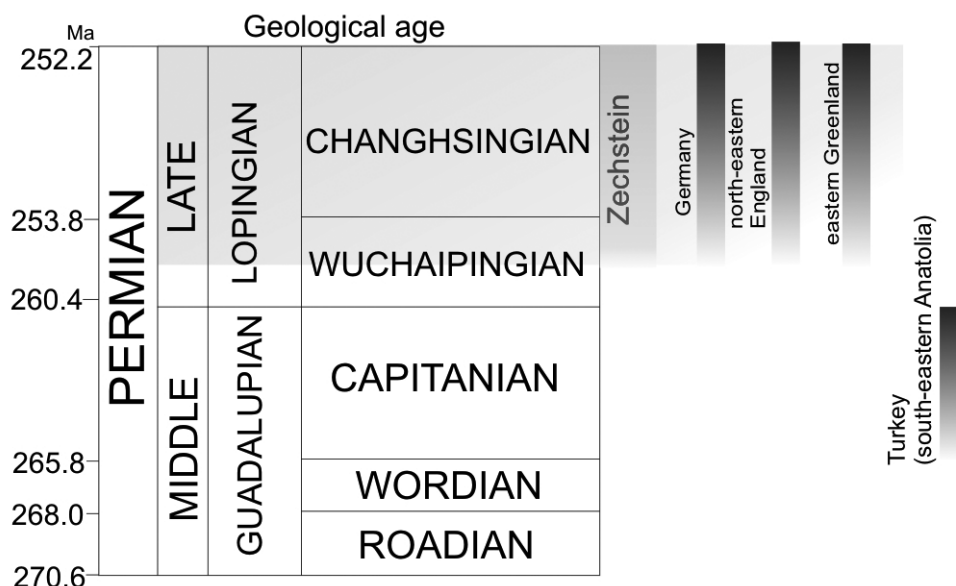 Ma
Geological age
252.2
253.8
260.4
265.8
268.0
270.6
PERMIAN
LATE
MIDDLE
LOPINGIAN
GUADALUPIAN
CHANGHSINGIAN
WUCHAIPINGIAN
CAPITANIAN
WORDIAN
ROADIAN
Zechstein
Germany
north-eastern
England
eastern Greenland
Turkey
(south-eastern Anatolia)